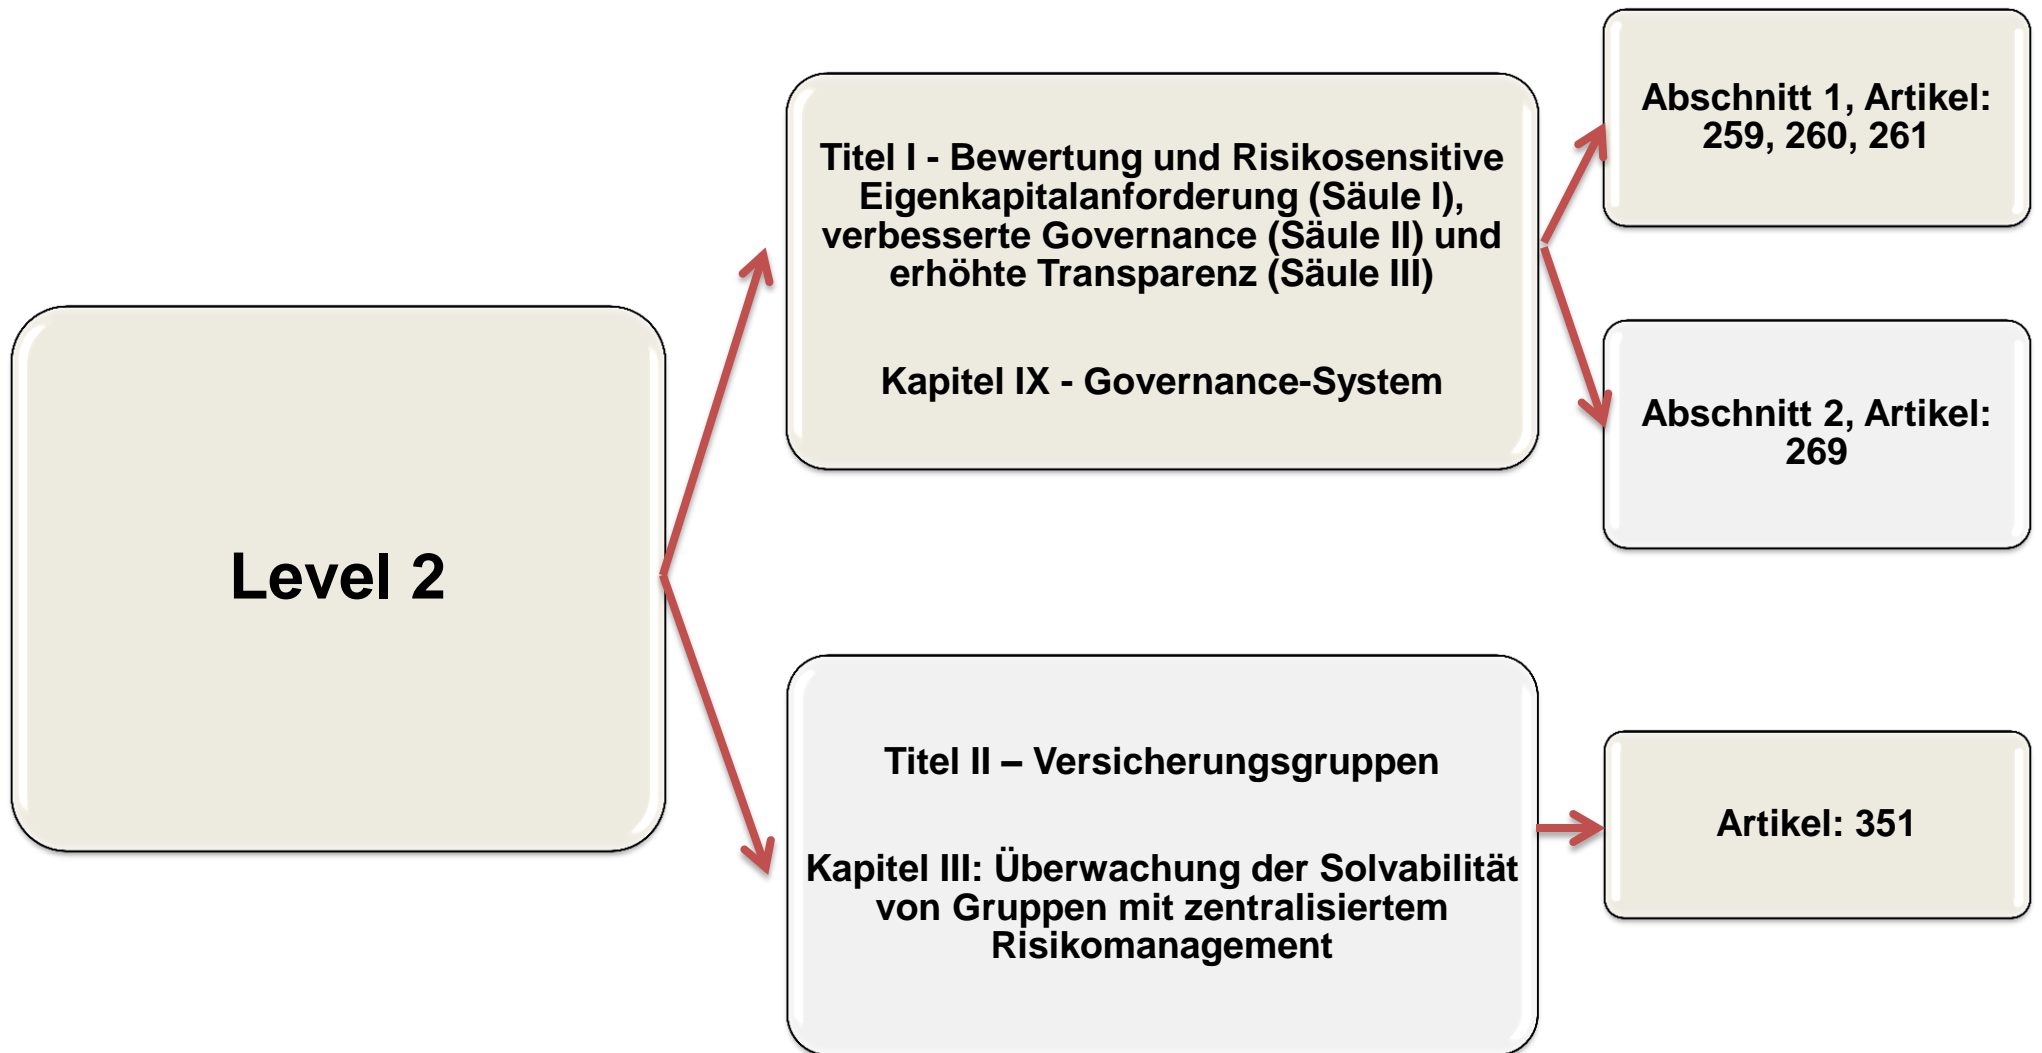 Level 2
Titel I - Bewertung und Risikosensitive
Eigenkapitalanforderung (Säule I),
verbesserte Governance (Säule II) und
erhöhte Transparenz (Säule III)
Kapitel IX - Governance-System
Abschnitt 1, Artikel:
259, 260, 261
Abschnitt 2, Artikel:
269
Titel II – Versicherungsgruppen
Kapitel III: Überwachung der Solvabilität
von Gruppen mit zentralisiertem
Risikomanagement
Artikel: 351